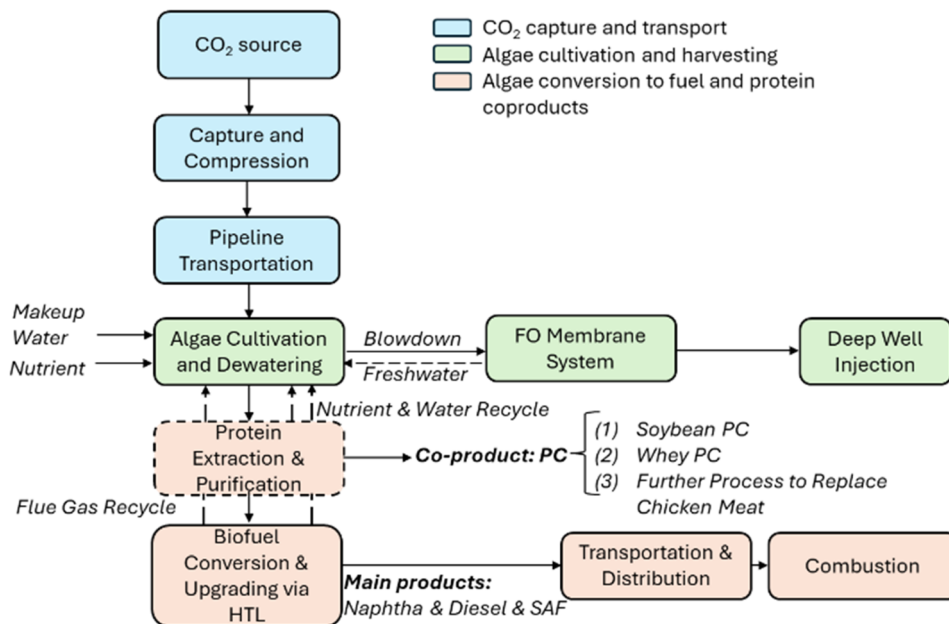 CO₂ source
CO₂ capture and transport
Algae cultivation and harvesting
Algae conversion to fuel and protein
coproducts
Capture and
Compression
Pipeline
Transportation
Makeup
Water
Nutrient
Algae Cultivation
and Dewatering
Blowdown
Freshwater
FO Membrane
System
Deep Well
Injection
Nutrient & Water Recycle
Protein
Extraction &
Purification
Co-product: PC
(1) Soybean PC
(2) Whey PC
(3) Further Process to Replace
Chicken Meat
Flue Gas Recycle
Biofuel
Conversion &
Upgrading via
HTL
Main products:
Naphtha & Diesel & SAF
Transportation &
Distribution
Combustion